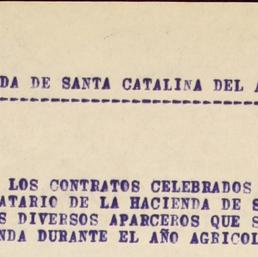 DA DE SANTA CATALINA DEL A
LOS CONTRATOS CELEBRADOS
ATARIO DE LA HACIENDA DE S
S DIVERSOS APARCEROS QUE S
NDA DURANTE EL AÑO AGRICOL